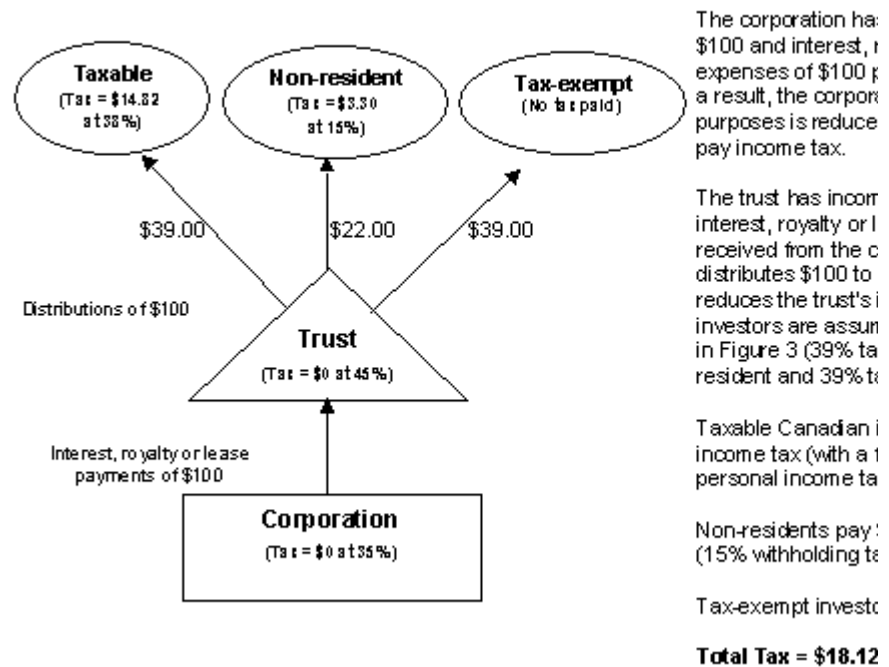 Taxable
(Tax = $14.82
at 38%)
Non-resident
(Tax = $3.30
at 15%)
Tax-exempt
(No tax paid)
$39.00
$22.00
$39.00
Distributions of $100
Trust
(Tax = $0 at 45%)
Interest, royalty or lease
payments of $100
Corporation
(Tax = $0 at 35%)
The corporation has
$100 and interest,
expenses of $100
a result, the corpora
purposes is reduce
pay income tax.
The trust has incom
interest, royalty or l
received from the c
distributes $100 to
reduces the trust's i
investors are assum
in Figure 3 (39% ta
resident and 39% ta
Taxable Canadian i
income tax (with a
personal income ta
Non-residents pay
(15% withholding ta
Tax-exempt investo
Total Tax = $18.12